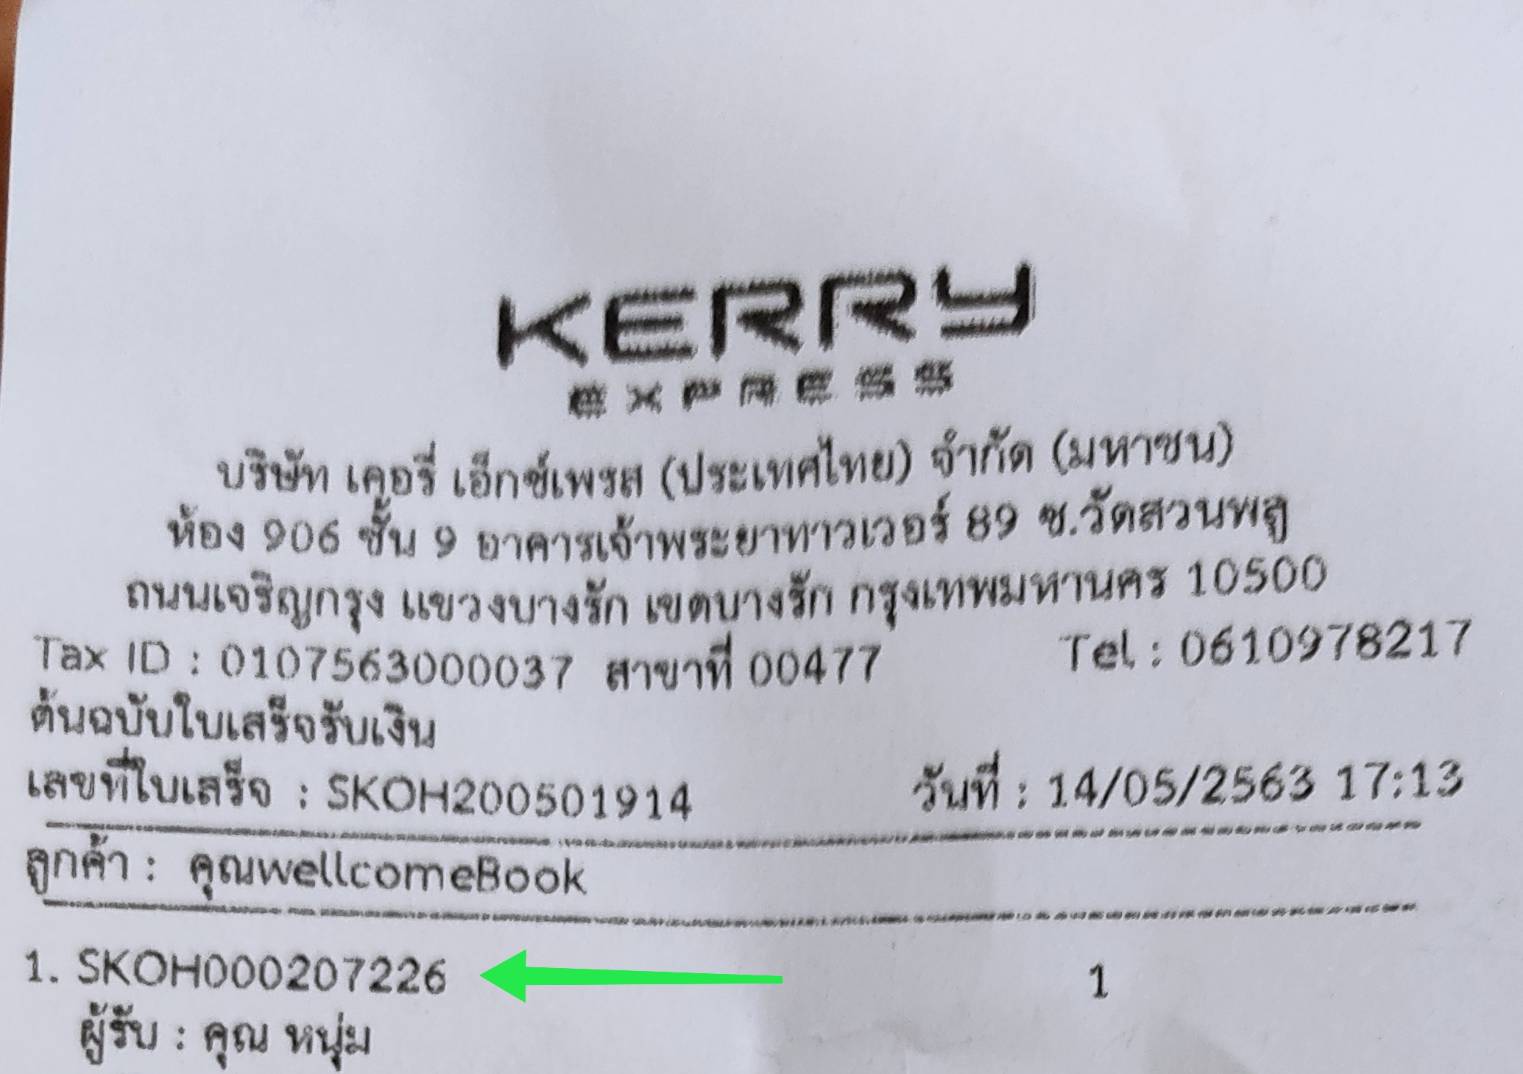 KERRY
EXPRESS
บริษัท เคอรี่ เอ็กซ์เพรส (ประเทศไทย) จำกัด (มหาชน)
ห้อง 906 ชั้น 9 อาคารเจ้าพระยาทาวเวอร์ 89 ซ.วัดสวนพลู
ถนนเจริญกรุง แขวงบางรัก เขตบางรัก กรุงเทพมหานคร 10500
Tax ID : 0107563000037 สาขาที่ 00477 Tel : 0610978217
ต้นฉบับใบเสร็จรับเงิน
เลขที่ใบเสร็จ : SKOH200501914 วันที่ : 14/05/2563 17:13
ลูกค้า : คุณwellcomeBook
1. SKOH000207226 1
ผู้รับ : คุณ หนุ่ม